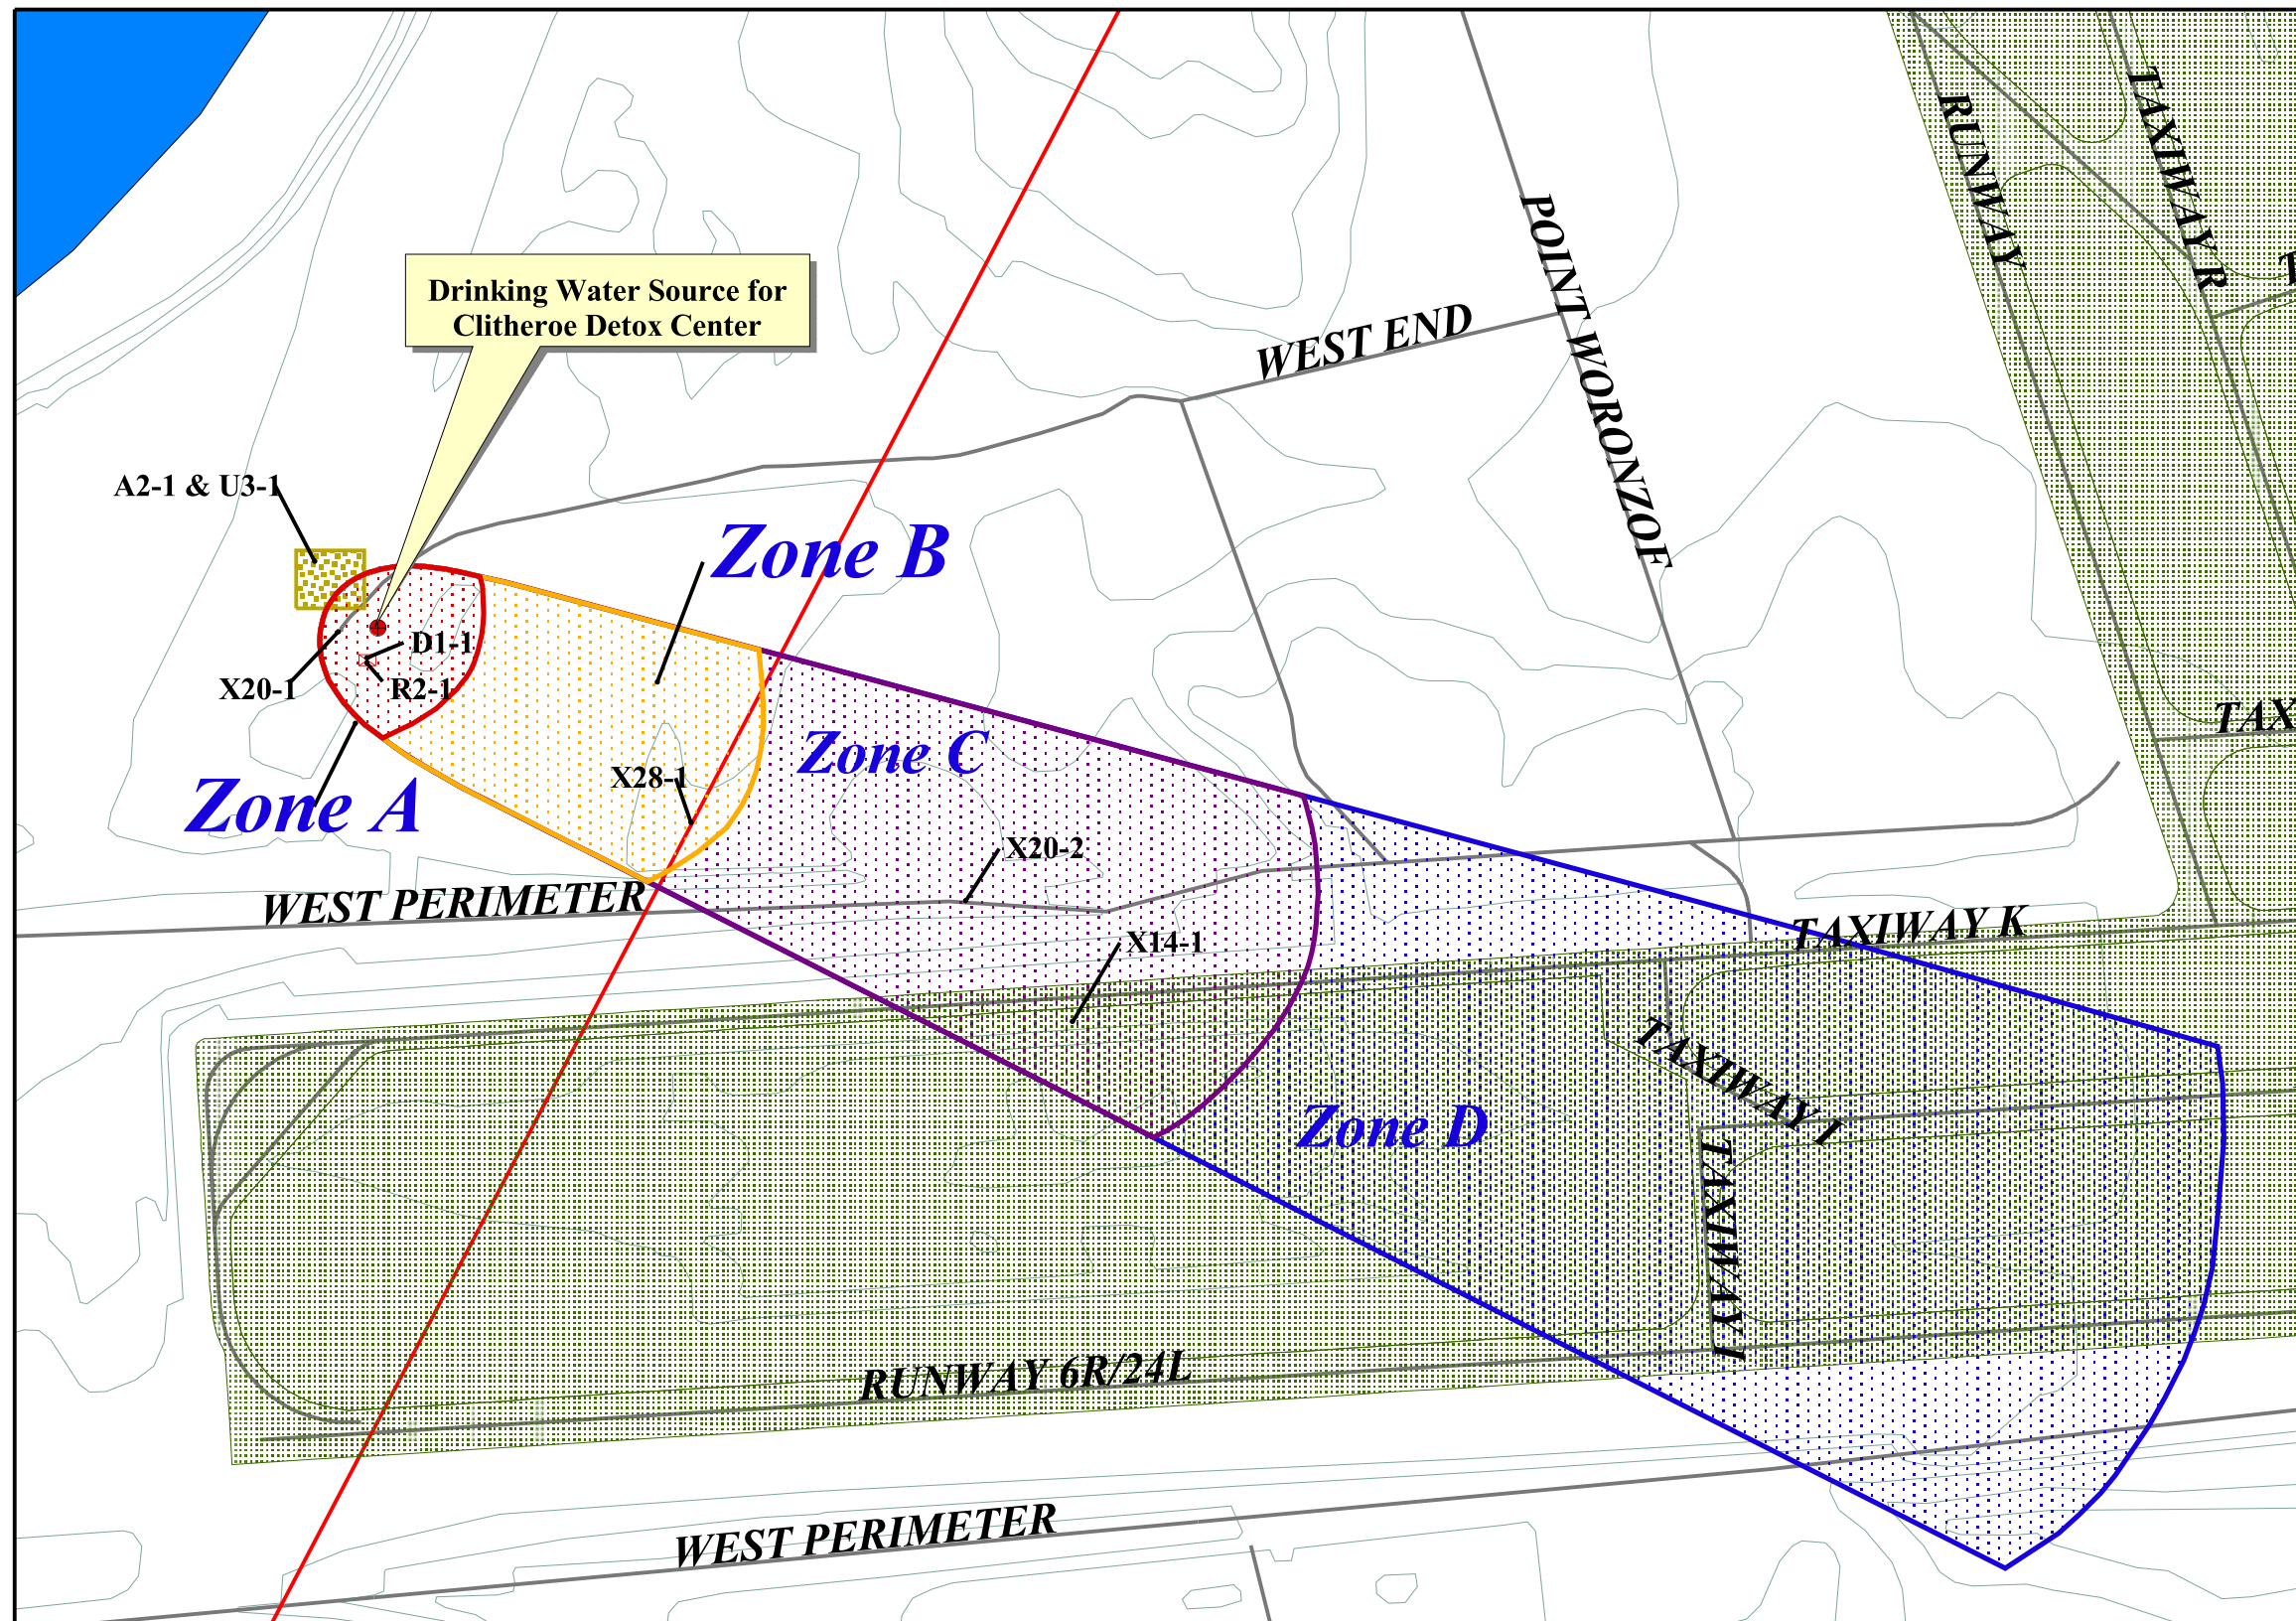 RUNWAY
TAXIWAY R
T
POINT WORONZOF
Drinking Water Source for
Clitheroe Detox Center
WEST END
A2-1 & U3-1
Zone B
D1-1
X20-1
R2-1
TAX
Zone C
X28-1
Zone A
X20-2
WEST PERIMETER
TAXIWAY K
X14-1
TAXIWAY J
Zone D
TAXIWAY J
RUNWAY 6R/24L
WEST PERIMETER